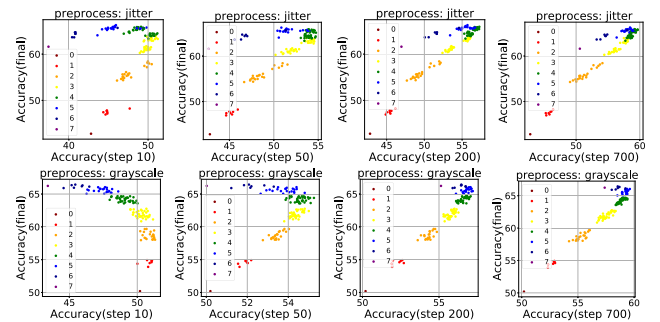 preprocess: jitter preprocess: jitter preprocess: jitter preprocess: jitter
Accuracy(final) Accuracy(final) Accuracy(final) Accuracy(final)
60 60 60 60
50 50 50 50
0 0 0 0
1 1 1 1
2 2 2 2
3 3 3 3
4 4 4 4
5 5 5 5
6 6 6 6
7 7 7 7
40 45 50 45 50 55 45 50 55 45 50 55 60
Accuracy(step 10) Accuracy(step 50) Accuracy(step 200) Accuracy(step 700)
preprocess: grayscale preprocess: grayscale preprocess: grayscale preprocess: grayscale
Accuracy(final) Accuracy(final) Accuracy(final) Accuracy(final)
65 65 65 65
60 60 60 60
55 55 55 55
50 50 50 50
0 0 0 0
1 1 1 1
2 2 2 2
3 3 3 3
4 4 4 4
5 5 5 5
6 6 6 6
7 7 7 7
45 50 50 52 54 50 55 50 55 60
Accuracy(step 10) Accuracy(step 50) Accuracy(step 200) Accuracy(step 700)